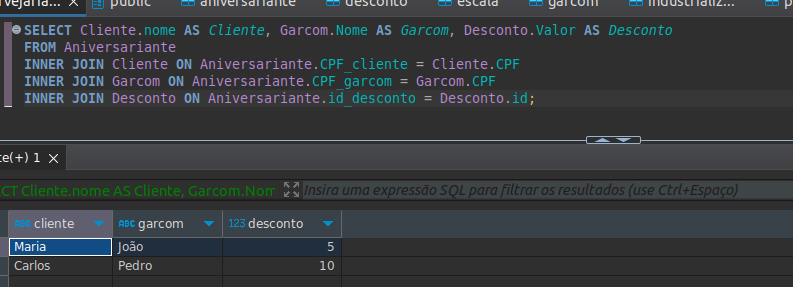 rvejaria... public aniversariante desconto escala garcom industrializ...
SELECT Cliente.nome AS Cliente, Garcom.Nome AS Garcom, Desconto.Valor AS Desconto
FROM Aniversariante
INNER JOIN Cliente ON Aniversariante.CPF_cliente = Cliente.CPF
INNER JOIN Garcom ON Aniversariante.CPF_garcom = Garcom.CPF
INNER JOIN Desconto ON Aniversariante.id_desconto = Desconto.id;
te(+) 1
CT Cliente.nome AS Cliente, Garcom.Nom Insira uma expressão SQL para filtrar os resultados (use Ctrl+Espaço)
ABC cliente ABC garcom 123 desconto
Maria João 5
Carlos Pedro 10